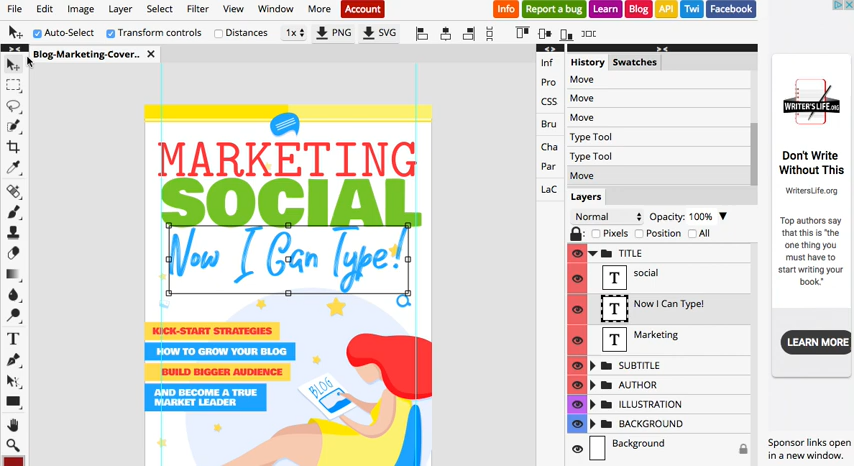 File Edit Image Layer Select Filter View Window More Account Info Report a bug Learn Blog API Twi Facebook
Auto-Select Transform controls Distances 1x PNG SVG
Blog-Marketing-Cover..
MARKETING
SOCIAL
Now I Can Type!
KICK-START STRATEGIES
HOW TO GROW YOUR BLOG
BUILD BIGGER AUDIENCE
AND BECOME A TRUE
MARKET LEADER
BLOG
Inf
Pro
CSS
Bru
Cha
Par
LaC
History Swatches
Move
Move
Move
Type Tool
Type Tool
Move
Layers
Normal Opacity: 100%
Pixels Position All
TITLE
social
Now I Can Type!
Marketing
SUBTITLE
AUTHOR
ILLUSTRATION
BACKGROUND
Background
WRITER'S LIFE.ORG
Don't Write
Without This
WritersLife.org
Top authors say
that this is "the
one thing you
must have to
start writing your
book."
LEARN MORE
Sponsor links open
in a new window.